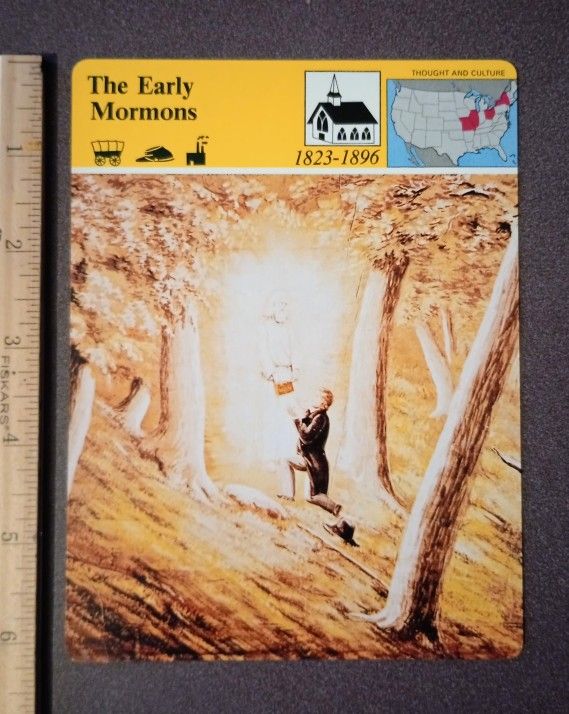 The Early
Mormons
THOUGHT AND CULTURE
1823-1896
1
2
3
FISKARS
4
5
6